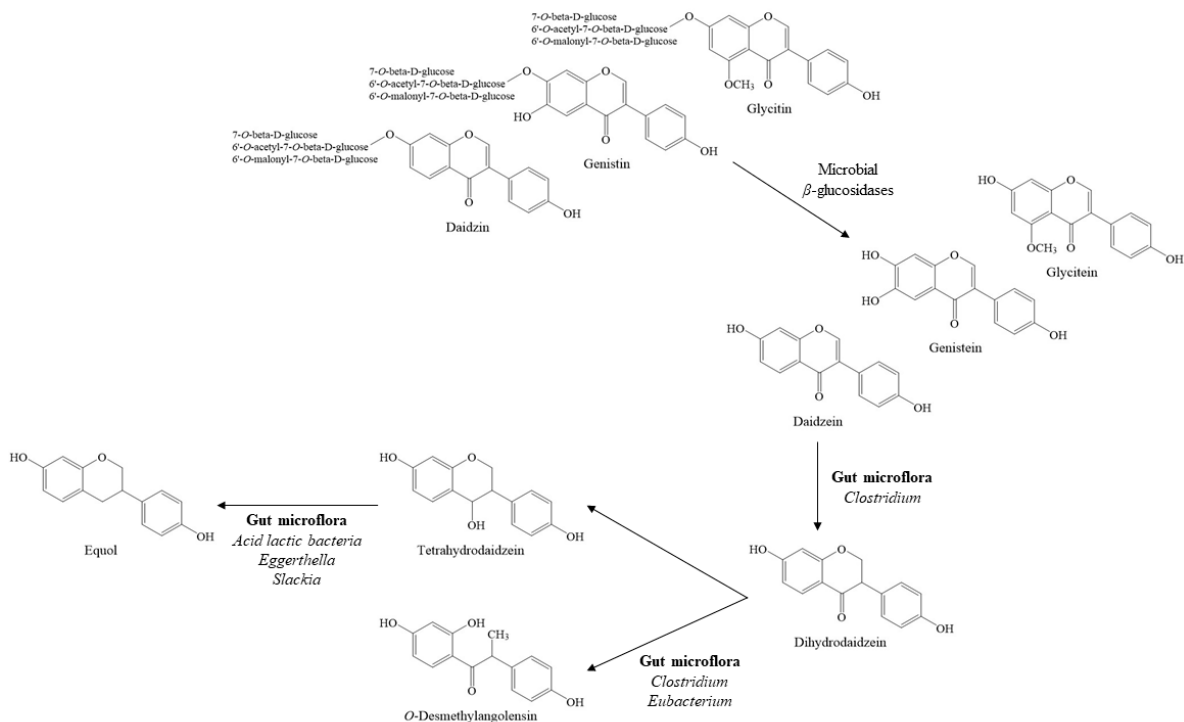 7-O-beta-D-glucose
6'-O-acetyl-7-O-beta-D-glucose
6'-O-malonyl-7-O-beta-D-glucose
O
O
O
OCH₃
OH
Glycitin
7-O-beta-D-glucose
6'-O-acetyl-7-O-beta-D-glucose
6'-O-malonyl-7-O-beta-D-glucose
O
O
HO
O
OH
Genistin
7-O-beta-D-glucose
6'-O-acetyl-7-O-beta-D-glucose
6'-O-malonyl-7-O-beta-D-glucose
O
O
O
OH
Daidzin
Microbial
β-glucosidases
HO
O
O
OCH₃
OH
Glycitein
HO
O
HO
O
OH
Genistein
HO
O
O
OH
Daidzein
Gut microflora
Clostridium
HO
O
O
OH
Dihydrodaidzein
HO
O
OH
OH
Tetrahydrodaidzein
Gut microflora
Acid lactic bacteria
Eggerthella
Slackia
HO
O
OH
Equol
HO
OH
CH₃
O
OH
O-Desmethylangolensin
Gut microflora
Clostridium
Eubacterium